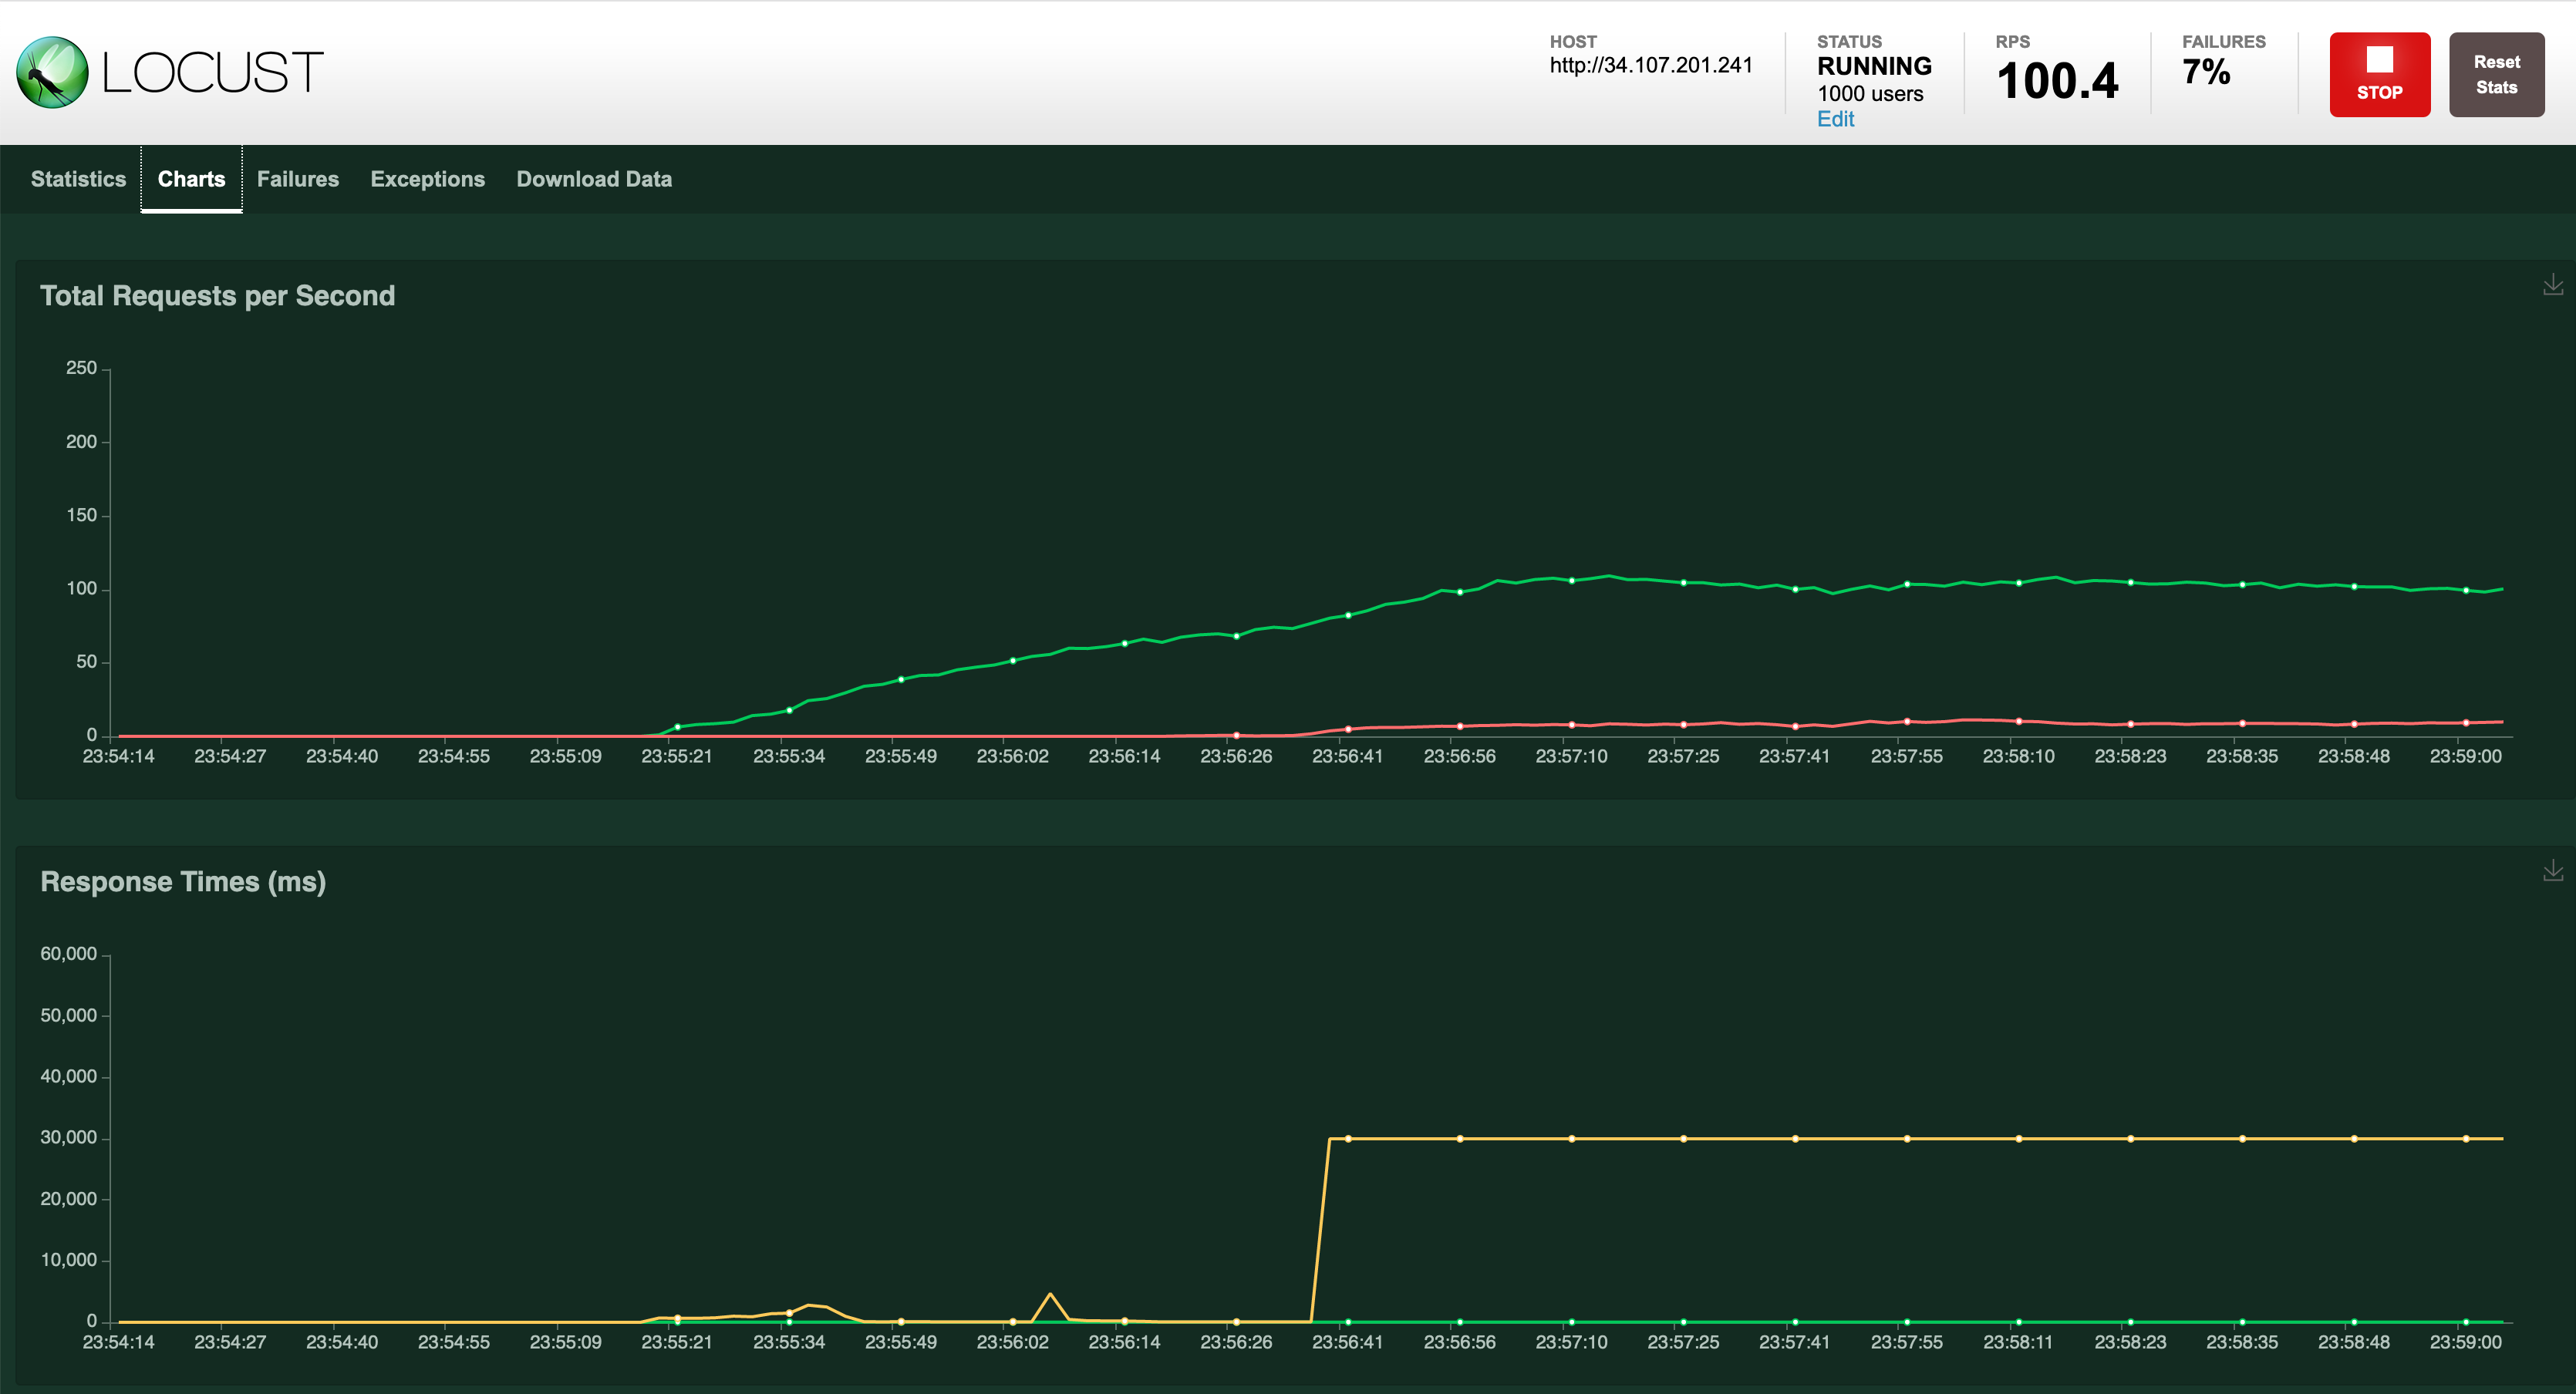 LOCUST
HOST
http://34.107.201.241
STATUS
RUNNING
1000 users
Edit
RPS
100.4
FAILURES
7%
STOP
Reset
Stats
Statistics Charts Failures Exceptions Download Data
Total Requests per Second
250
200
150
100
50
0
23:54:14 23:54:27 23:54:40 23:54:55 23:55:09 23:55:21 23:55:34 23:55:49 23:56:02 23:56:14 23:56:26 23:56:41 23:56:56 23:57:10 23:57:25 23:57:41 23:57:55 23:58:10 23:58:23 23:58:35 23:58:48 23:59:00
Response Times (ms)
60,000
50,000
40,000
30,000
20,000
10,000
0
23:54:14 23:54:27 23:54:40 23:54:55 23:55:09 23:55:21 23:55:34 23:55:49 23:56:02 23:56:14 23:56:26 23:56:41 23:56:56 23:57:10 23:57:25 23:57:41 23:57:55 23:58:11 23:58:23 23:58:35 23:58:48 23:59:00